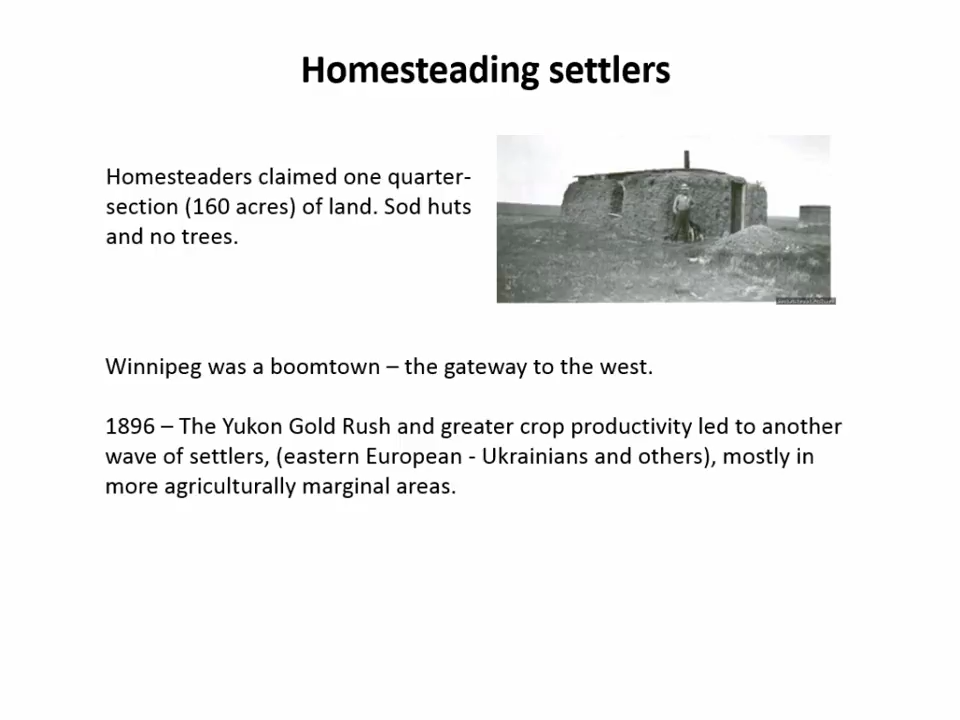 Homesteading settlers
Homesteaders claimed one quarter-
section (160 acres) of land. Sod huts
and no trees.
Winnipeg was a boomtown – the gateway to the west.
1896 – The Yukon Gold Rush and greater crop productivity led to another
wave of settlers, (eastern European - Ukrainians and others), mostly in
more agriculturally marginal areas.